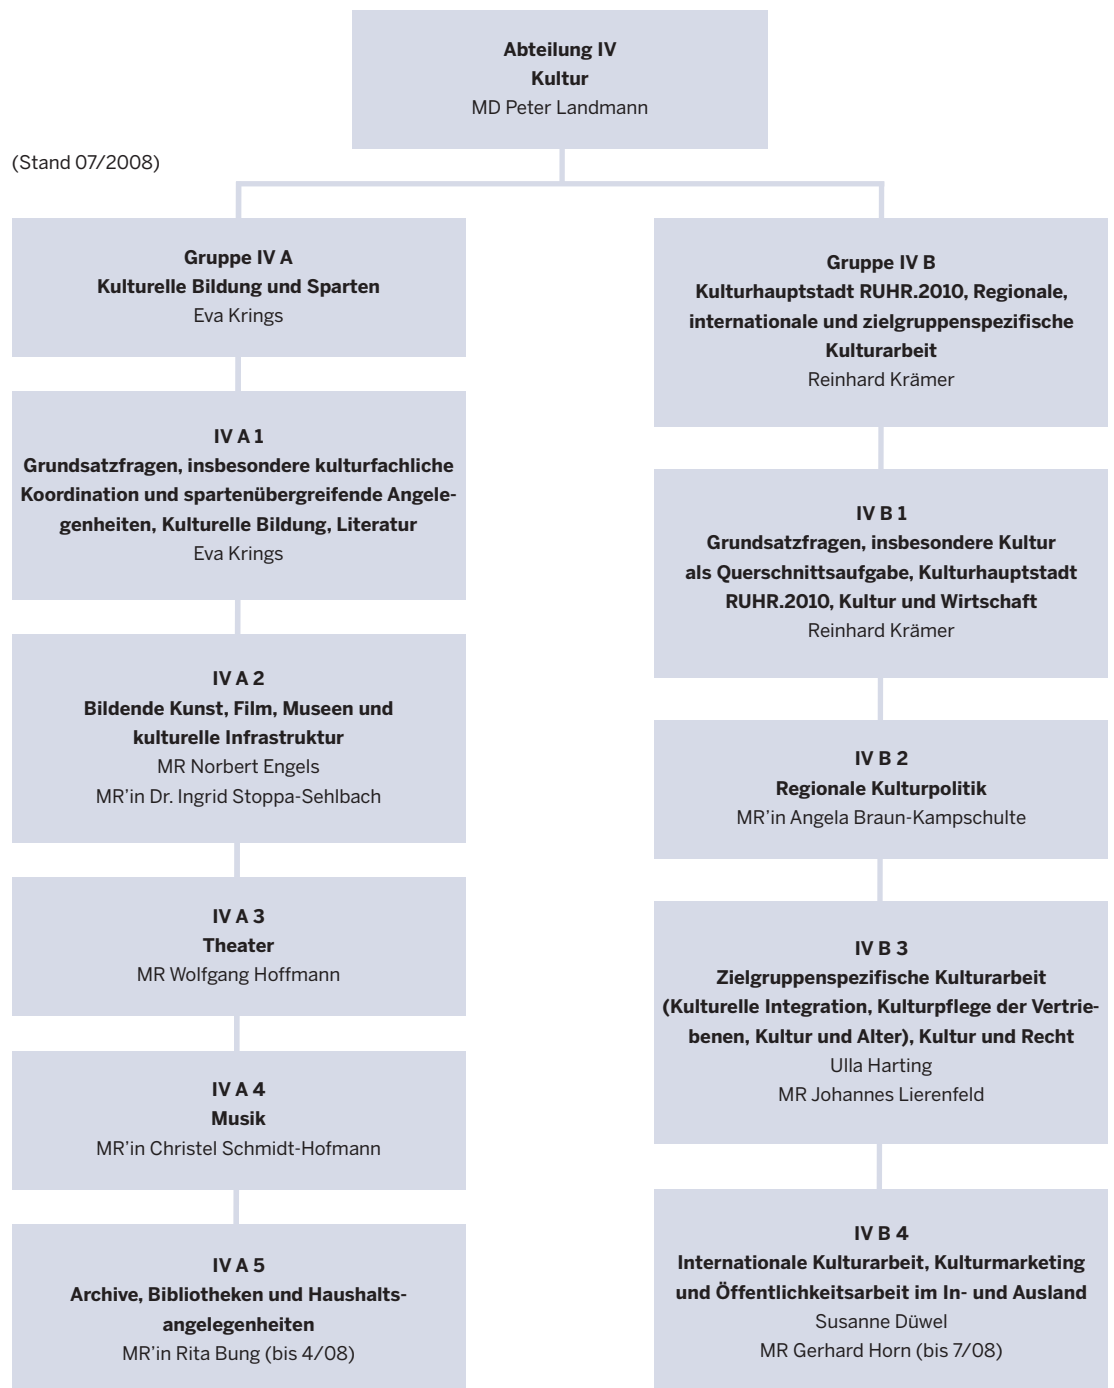 Abteilung IV
Kultur
MD Peter Landmann
(Stand 07/2008)
Gruppe IV A
Kulturelle Bildung und Sparten
Eva Krings
IV A 1
Grundsatzfragen, insbesondere kulturfachliche
Koordination und spartenübergreifende Angele-
genheiten, Kulturelle Bildung, Literatur
Eva Krings
IV A 2
Bildende Kunst, Film, Museen und
kulturelle Infrastruktur
MR Norbert Engels
MR’in Dr. Ingrid Stoppa-Sehlbach
IV A 3
Theater
MR Wolfgang Hoffmann
IV A 4
Musik
MR’in Christel Schmidt-Hofmann
IV A 5
Archive, Bibliotheken und Haushalts-
angelegenheiten
MR’in Rita Bung (bis 4/08)
Gruppe IV B
Kulturhauptstadt RUHR.2010, Regionale,
internationale und zielgruppenspezifische
Kulturarbeit
Reinhard Krämer
IV B 1
Grundsatzfragen, insbesondere Kultur
als Querschnittsaufgabe, Kulturhauptstadt
RUHR.2010, Kultur und Wirtschaft
Reinhard Krämer
IV B 2
Regionale Kulturpolitik
MR’in Angela Braun-Kampschulte
IV B 3
Zielgruppenspezifische Kulturarbeit
(Kulturelle Integration, Kulturpflege der Vertrie-
benen, Kultur und Alter), Kultur und Recht
Ulla Harting
MR Johannes Lierenfeld
IV B 4
Internationale Kulturarbeit, Kulturmarketing
und Öffentlichkeitsarbeit im In- und Ausland
Susanne Düwel
MR Gerhard Horn (bis 7/08)